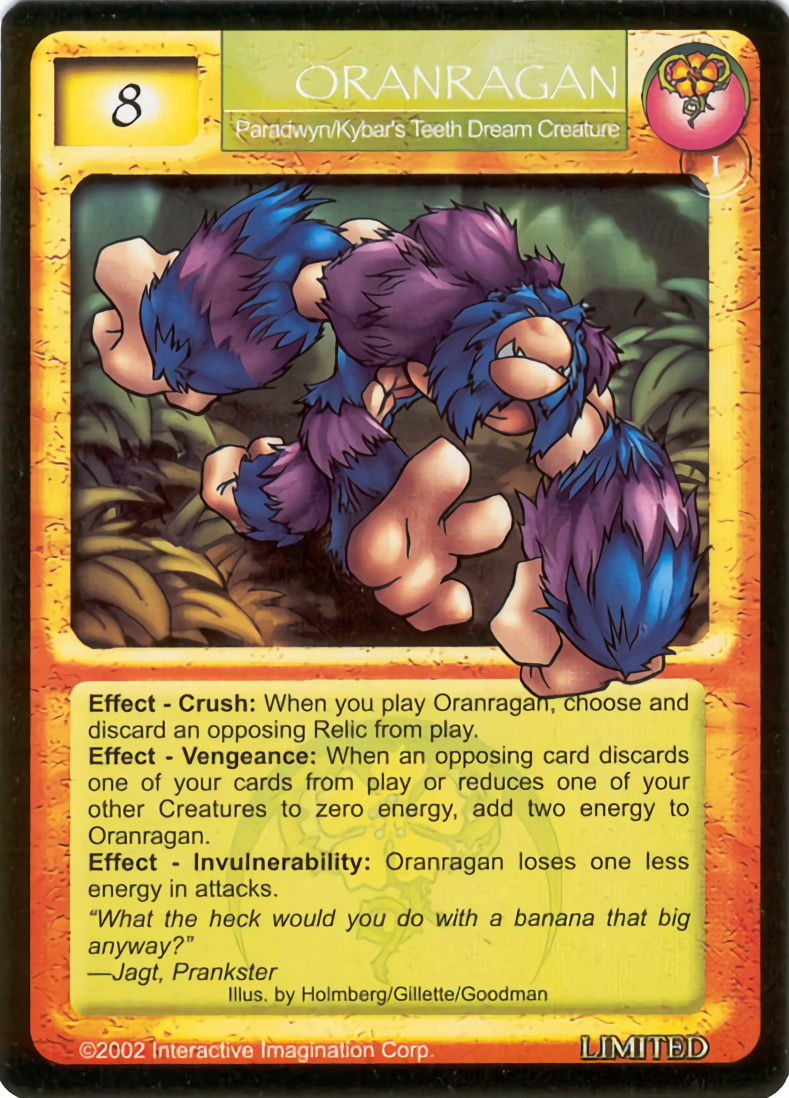 8
ORANRAGAN
Paradwyn/Kybar's Teeth Dream Creature
1
Effect - Crush: When you play Oranragan, choose and
discard an opposing Relic from play.
Effect - Vengeance: When an opposing card discards
one of your cards from play or reduces one of your
other Creatures to zero energy, add two energy to
Oranragan.
Effect - Invulnerability: Oranragan loses one less
energy in attacks.
“What the heck would you do with a banana that big
anyway?”
—Jagt, Prankster
Illus. by Holmberg/Gillette/Goodman
©2002 Interactive Imagination Corp.
LIMITED